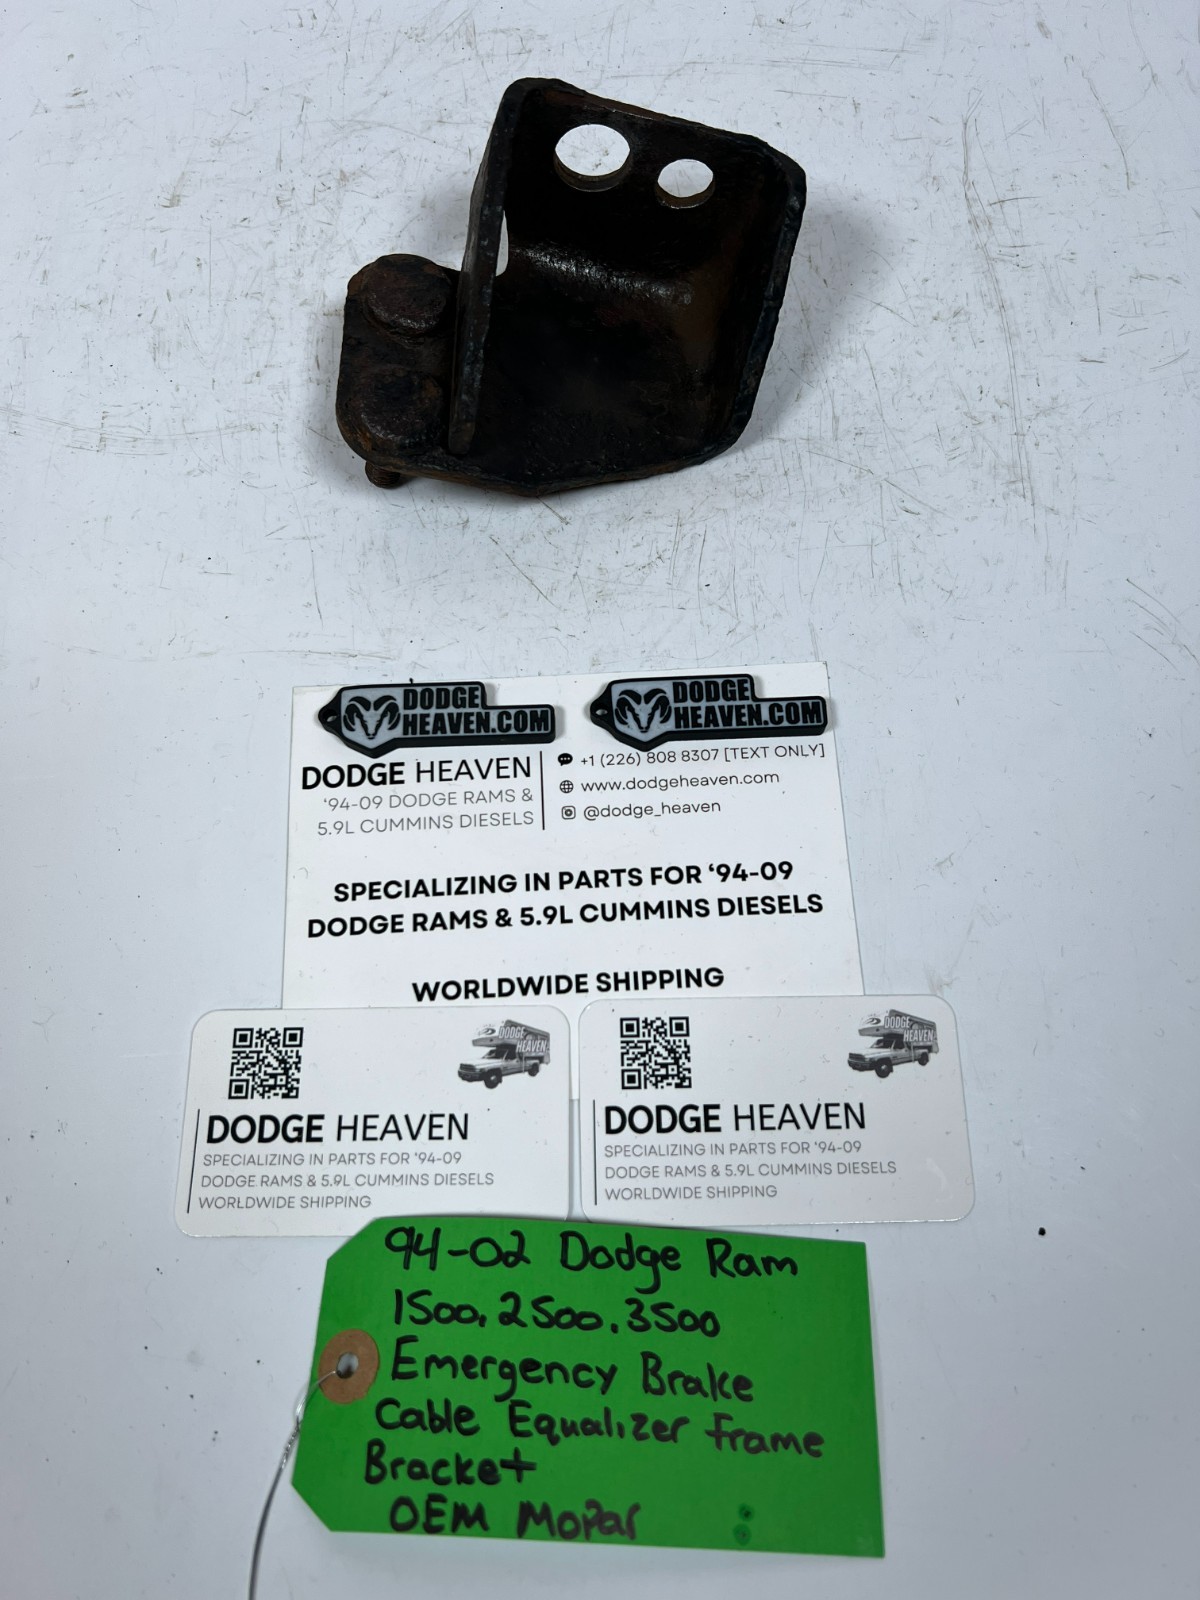 DODGE
HEAVEN.COM
DODGE
HEAVEN.COM
DODGE HEAVEN
'94-09 DODGE RAMS &
5.9L CUMMINS DIESELS
+1 (226) 808 8307 [TEXT ONLY]
www.dodgeheaven.com
@dodge_heaven
SPECIALIZING IN PARTS FOR '94-09
DODGE RAMS & 5.9L CUMMINS DIESELS
WORLDWIDE SHIPPING
DODGE
HEAVEN
DODGE HEAVEN
SPECIALIZING IN PARTS FOR '94-09
DODGE RAMS & 5.9L CUMMINS DIESELS
WORLDWIDE SHIPPING
DODGE
HEAVEN
DODGE HEAVEN
SPECIALIZING IN PARTS FOR '94-09
DODGE RAMS & 5.9L CUMMINS DIESELS
WORLDWIDE SHIPPING
94-02 Dodge Ram
1500, 2500, 3500
Emergency Brake
Cable Equalizer Frame
Bracket
OEM Mopar